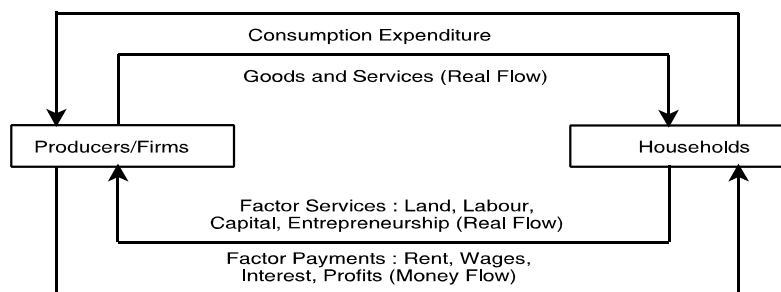 Consumption Expenditure
Goods and Services (Real Flow)
Producers/Firms
Households
Factor Services : Land, Labour,
Capital, Entrepreneurship (Real Flow)
Factor Payments : Rent, Wages,
Interest, Profits (Money Flow)